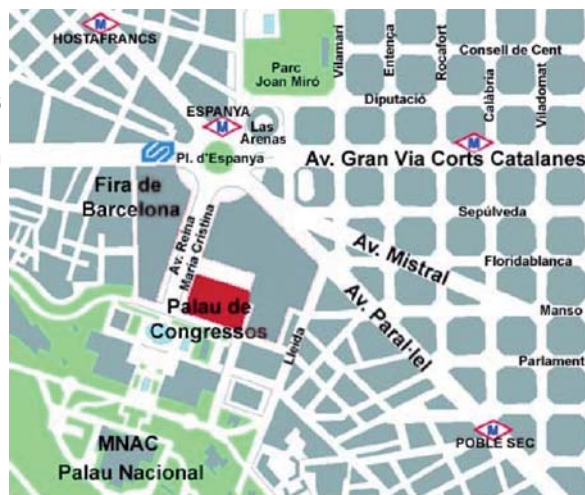 M
HOSTAFRANCS
Parc
Joan Miró
Vilamarí
Entença
Rocafort
Consell de Cent
Diputació
Calàbria
Viladomat
ESPANYA
M
Las
Arenas
M
Pl. d'Espanya
Av. Gran Via Corts Catalanes
Fira de
Barcelona
Av. Reina
Maria Cristina
Sepúlveda
Av. Mistral
Floridablanca
Palau de
Congressos
Lleida
Av. Paral·lel
Manso
Parlament
M
POBLE SEC
MNAC
Palau Nacional